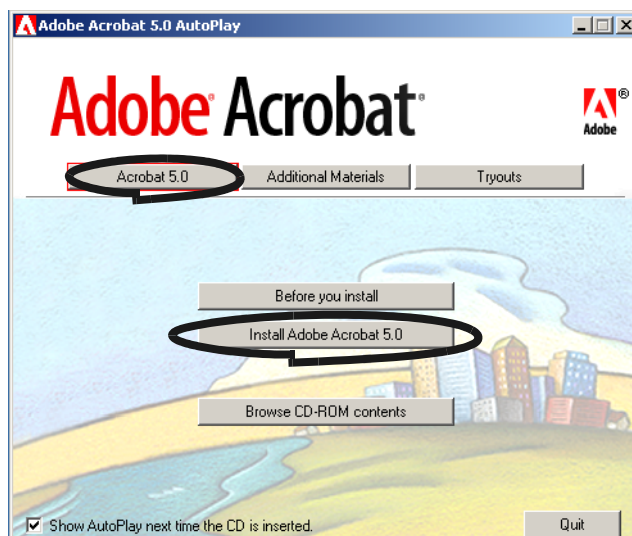 Adobe Acrobat 5.0 AutoPlay
Adobe® Acrobat®
®
Adobe
Acrobat 5.0 Additional Materials Tryouts
Before you install
Install Adobe Acrobat 5.0
Browse CD-ROM contents
Show AutoPlay next time the CD is inserted. Quit